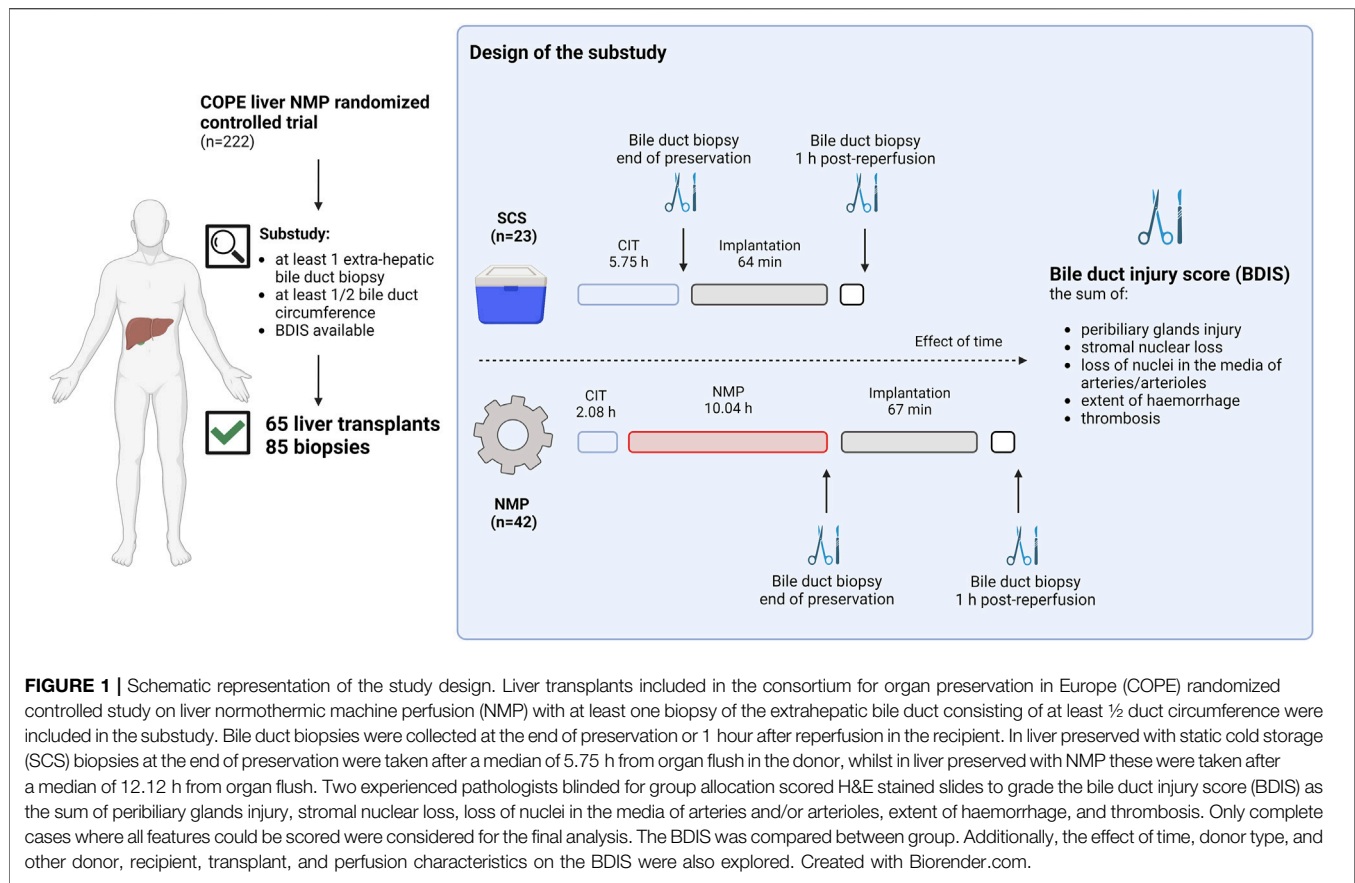 Design of the substudy
COPE liver NMP randomized
controlled trial
(n=222)
Substudy:
• at least 1 extra-hepatic
bile duct biopsy
• at least 1/2 bile duct
circumference
• BDIS available
65 liver transplants
85 biopsies
Bile duct biopsy
end of preservation
Bile duct biopsy
1 h post-reperfusion
SCS
(n=23)
CIT
5.75 h
Implantation
64 min
Effect of time
CIT
2.08 h
NMP
10.04 h
Implantation
67 min
NMP
(n=42)
Bile duct biopsy
end of preservation
Bile duct biopsy
1 h post-reperfusion
Bile duct injury score (BDIS)
the sum of:
• peribiliary glands injury
• stromal nuclear loss
• loss of nuclei in the media of
arteries/arterioles
• extent of haemorrhage
• thrombosis
FIGURE 1 | Schematic representation of the study design. Liver transplants included in the consortium for organ preservation in Europe (COPE) randomized
controlled study on liver normothermic machine perfusion (NMP) with at least one biopsy of the extrahepatic bile duct consisting of at least ½ duct circumference were
included in the substudy. Bile duct biopsies were collected at the end of preservation or 1 hour after reperfusion in the recipient. In liver preserved with static cold storage
(SCS) biopsies at the end of preservation were taken after a median of 5.75 h from organ flush in the donor, whilst in liver preserved with NMP these were taken after
a median of 12.12 h from organ flush. Two experienced pathologists blinded for group allocation scored H&E stained slides to grade the bile duct injury score (BDIS) as
the sum of peribiliary glands injury, stromal nuclear loss, loss of nuclei in the media of arteries and/or arterioles, extent of haemorrhage, and thrombosis. Only complete
cases where all features could be scored were considered for the final analysis. The BDIS was compared between group. Additionally, the effect of time, donor type, and
other donor, recipient, transplant, and perfusion characteristics on the BDIS were also explored. Created with Biorender.com.